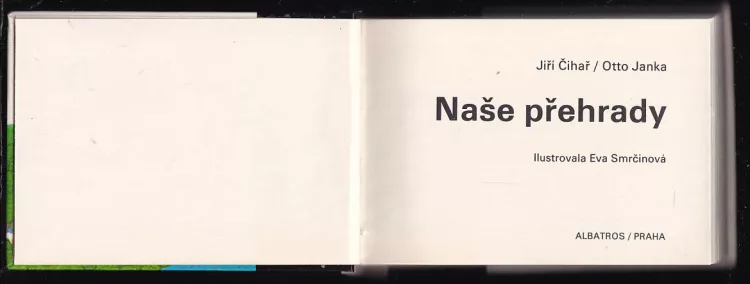 Jiří Čihař / Otto Janka
Naše přehrady
Ilustrovala Eva Smrčinová
ALBATROS / PRAHA